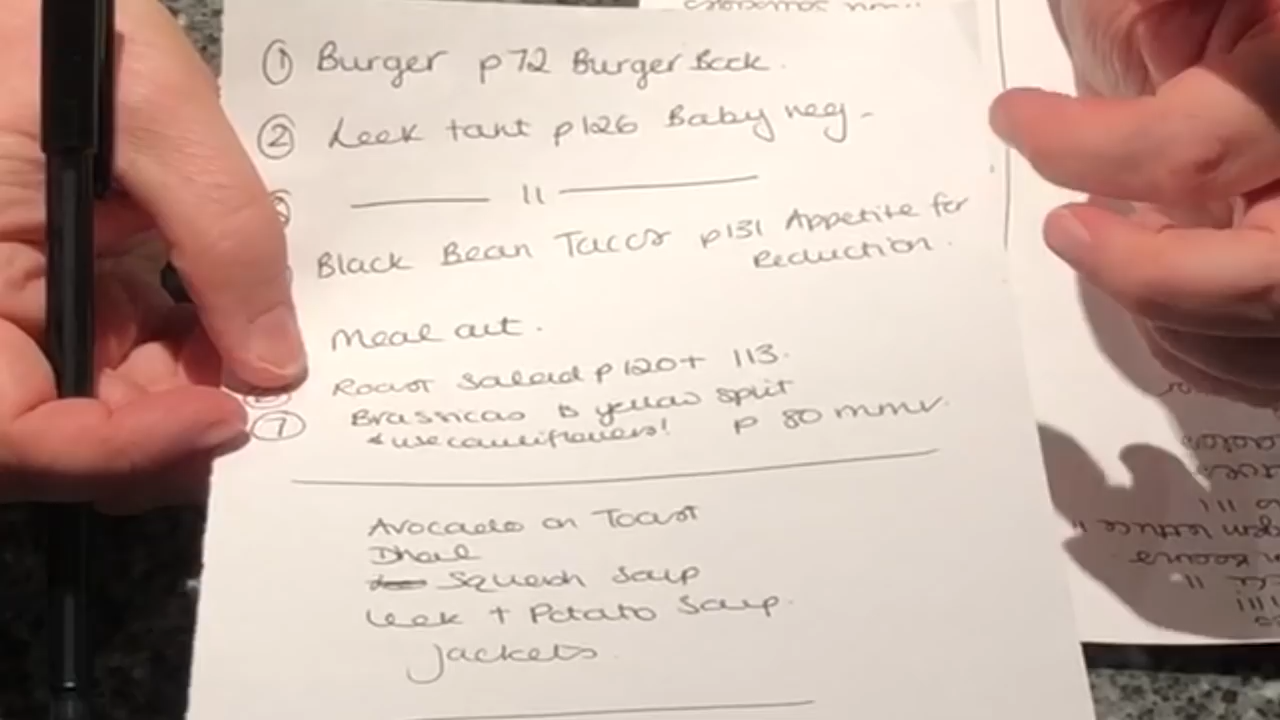 ① Burger p72 Burger Book.
② Leek tart p126 Baby neg-
—— 11 ——
Black Bean Tacos p131 Appetite for
Reduction.
Meal out.
Roast Salad p120+ 113.
⑦ Brassicas & yellow split
& use cauliflowers! p 80 mmv.
Avocado on Toast
Dhal
Squash Soup
Leek + Potato Soup.
Jackets.